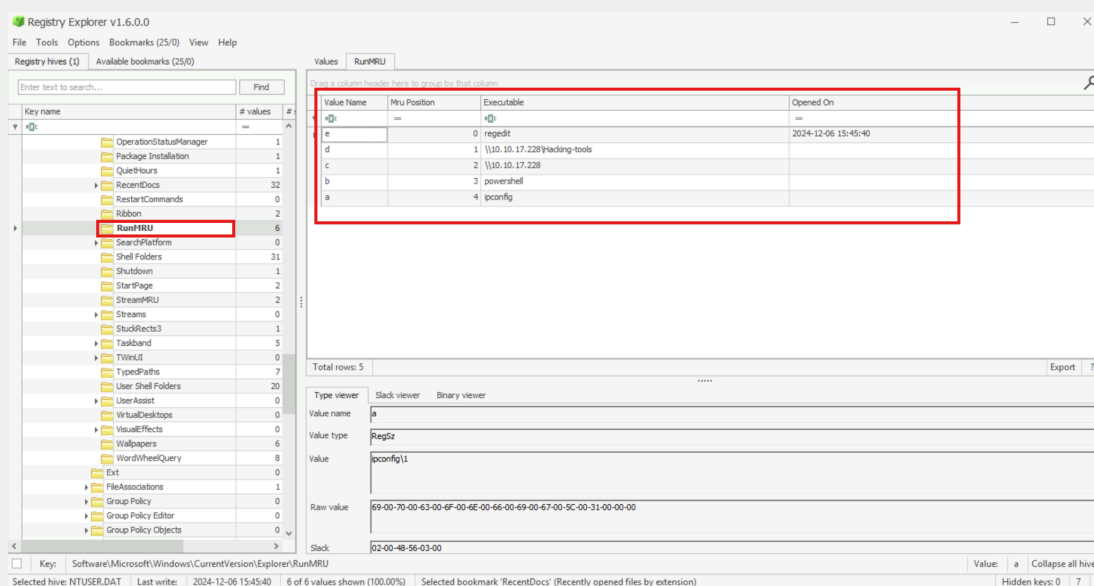 Registry Explorer v1.6.0.0
File Tools Options Bookmarks (25/0) View Help
Registry hives (1) Available bookmarks (25/0)
Enter text to search... Find
Key name # values
=
OperationStatusManager 1
Package Installation 1
QuietHours 1
RecentDocs 32
RestartCommands 0
Ribbon 2
RunMRU 6
SearchPlatform 0
Shell Folders 31
Shutdown 1
StartPage 2
StreamMRU 2
Streams 0
StuckRects3 1
Taskband 5
TWinUI 0
TypedPaths 7
User Shell Folders 20
UserAssist 0
VirtualDesktops 0
VisualEffects 0
Wallpapers 6
WordWheelQuery 8
Ext 0
FileAssociations 1
Group Policy 0
Group Policy Editor 0
Group Policy Objects 0
Values RunMRU
Drag a column header here to group by that column
Value Name Mru Position Executable Opened On
= =
e 0 regedit 2024-12-06 15:45:40
d 1 \\10.10.17.228\Hacking-tools
c 2 \\10.10.17.228
b 3 powershell
a 4 ipconfig
Total rows: 5 Export ?
Type viewer Slack viewer Binary viewer
Value name a
Value type RegSz
Value ipconfig\1
Raw value 69-00-70-00-63-00-6F-00-6E-00-66-00-69-00-67-00-5C-00-31-00-00-00
Slack 02-00-48-56-03-00
Key: Software\Microsoft\Windows\CurrentVersion\Explorer\RunMRU Value: a Collapse all hive
Selected hive: NTUSER.DAT Last write: 2024-12-06 15:45:40 6 of 6 values shown (100.00%) Selected bookmark 'RecentDocs' (Recently opened files by extension) Hidden keys: 0 7